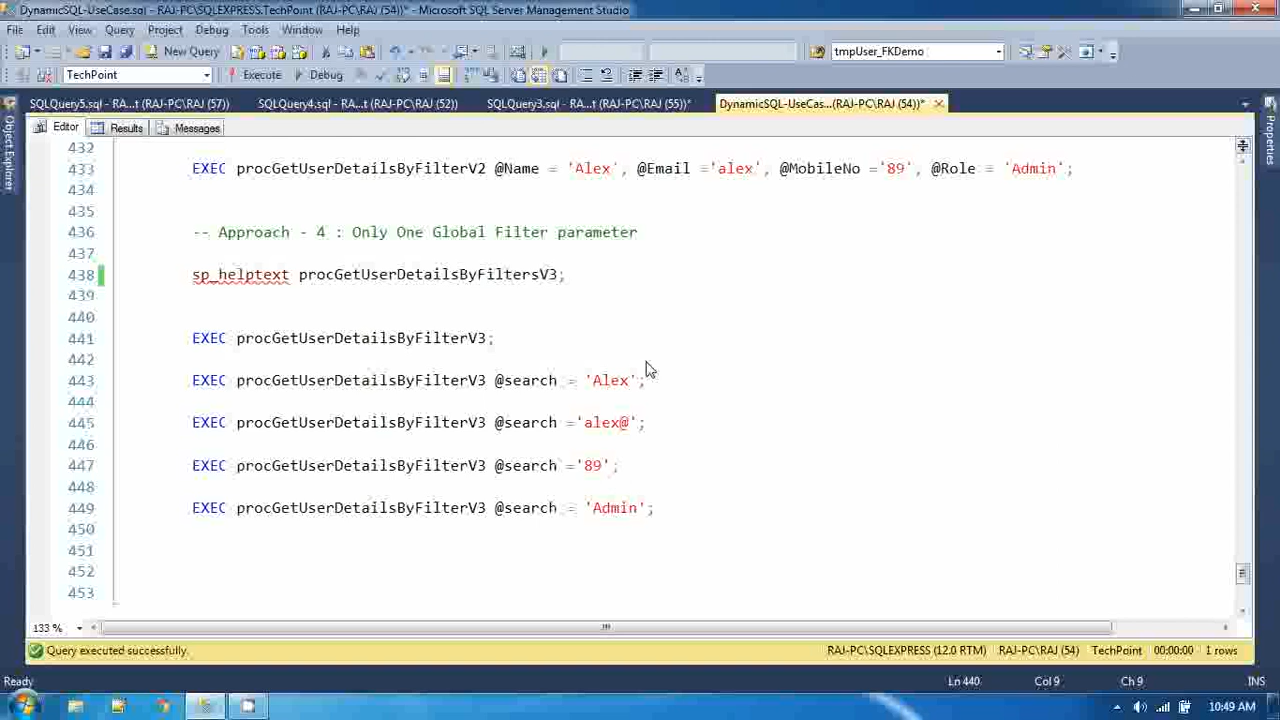 DynamicSQL-UseCase.sql - RAJ-PC\SQLEXPRESS.TechPoint (RAJ-PC\RAJ (54))* - Microsoft SQL Server Management Studio
File Edit View Query Project Debug Tools Window Help
New Query tmpUser_FKDemo
TechPoint Execute Debug
SQLQuery5.sql - RA...t (RAJ-PC\RAJ (57)) SQLQuery4.sql - RA...t (RAJ-PC\RAJ (52)) SQLQuery3.sql - RA...t (RAJ-PC\RAJ (55))* DynamicSQL-UseCas...(RAJ-PC\RAJ (54))*
Object Explorer
Properties
Editor Results Messages
432
433 EXEC procGetUserDetailsByFilterV2 @Name = 'Alex', @Email ='alex', @MobileNo ='89', @Role = 'Admin';
434
435
436 -- Approach - 4 : Only One Global Filter parameter
437
438 sp_helptext procGetUserDetailsByFiltersV3;
439
440
441 EXEC procGetUserDetailsByFilterV3;
442
443 EXEC procGetUserDetailsByFilterV3 @search = 'Alex';
444
445 EXEC procGetUserDetailsByFilterV3 @search ='alex@';
446
447 EXEC procGetUserDetailsByFilterV3 @search ='89';
448
449 EXEC procGetUserDetailsByFilterV3 @search = 'Admin';
450
451
452
453
133 %
Query executed successfully. RAJ-PC\SQLEXPRESS (12.0 RTM) RAJ-PC\RAJ (54) TechPoint 00:00:00 1 rows
Ready Ln 440 Col 9 Ch 9 INS
10:49 AM